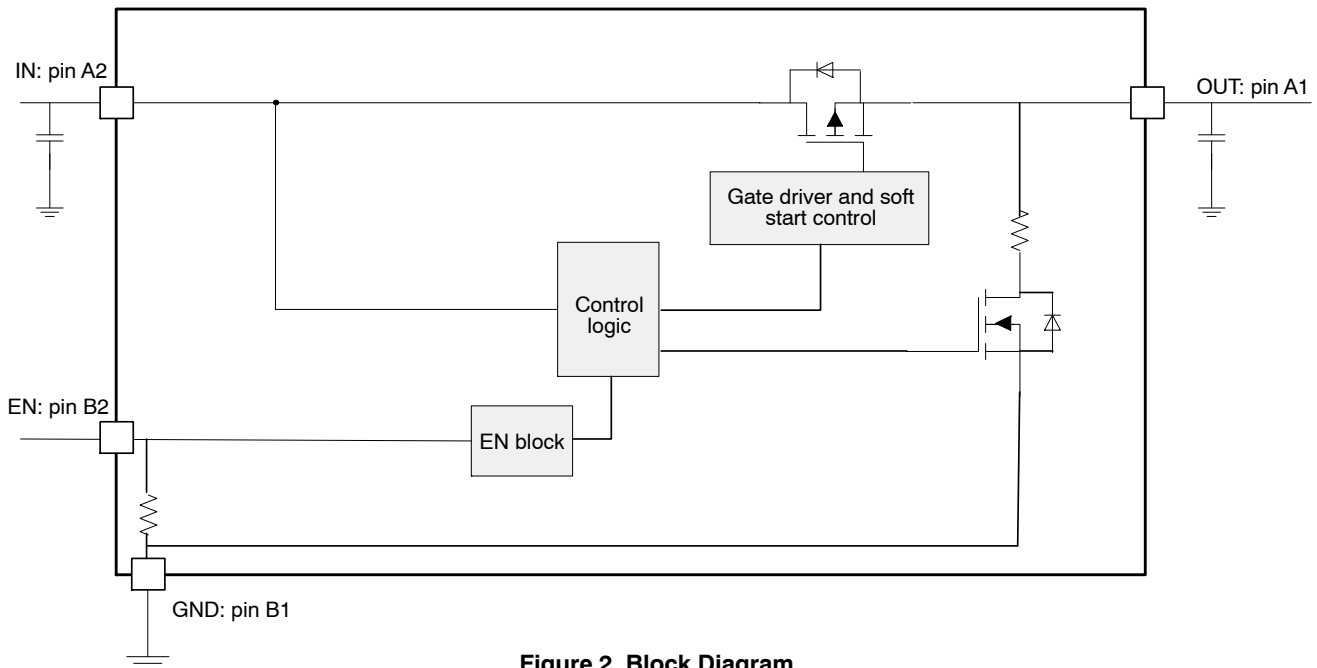 IN: pin A2
OUT: pin A1
Gate driver and soft
start control
Control
logic
EN: pin B2
EN block
GND: pin B1
Figure 2. Block Diagram